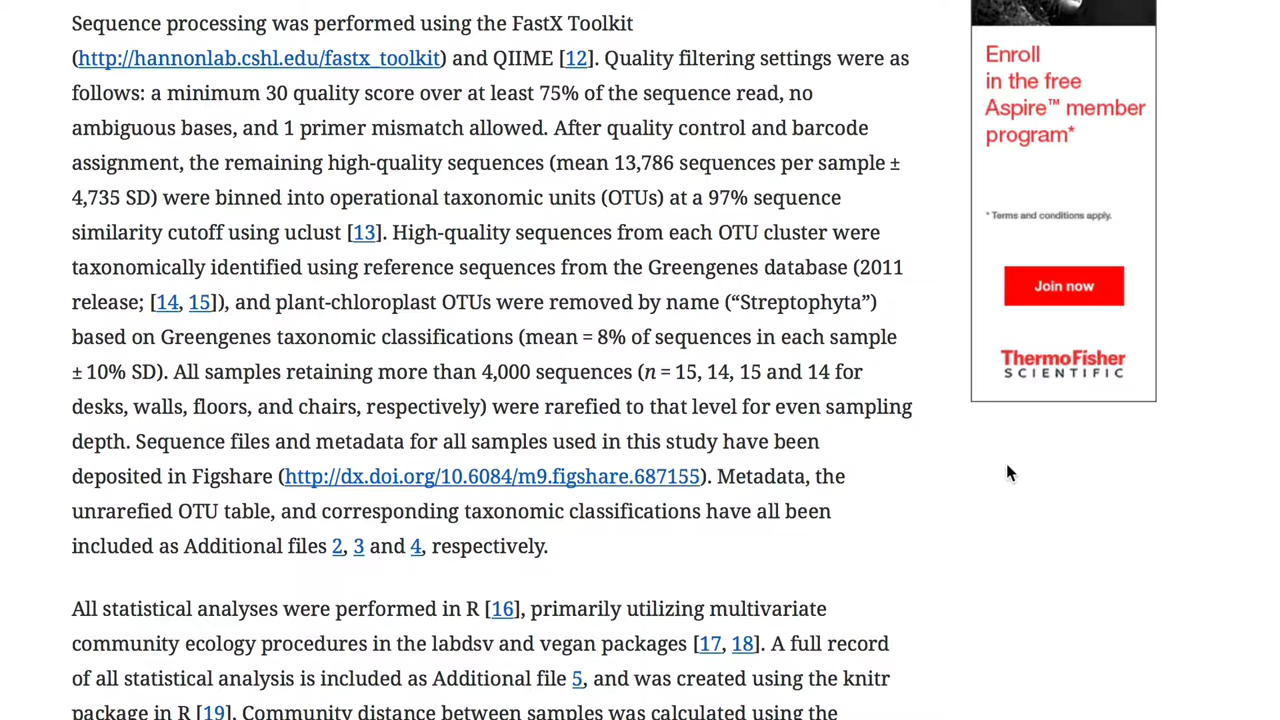 Sequence processing was performed using the FastX Toolkit
(http://hannonlab.cshl.edu/fastx_toolkit) and QIIME [12]. Quality filtering settings were as
follows: a minimum 30 quality score over at least 75% of the sequence read, no
ambiguous bases, and 1 primer mismatch allowed. After quality control and barcode
assignment, the remaining high-quality sequences (mean 13,786 sequences per sample ±
4,735 SD) were binned into operational taxonomic units (OTUs) at a 97% sequence
similarity cutoff using uclust [13]. High-quality sequences from each OTU cluster were
taxonomically identified using reference sequences from the Greengenes database (2011
release; [14, 15]), and plant-chloroplast OTUs were removed by name (“Streptophyta”)
based on Greengenes taxonomic classifications (mean = 8% of sequences in each sample
± 10% SD). All samples retaining more than 4,000 sequences (n = 15, 14, 15 and 14 for
desks, walls, floors, and chairs, respectively) were rarefied to that level for even sampling
depth. Sequence files and metadata for all samples used in this study have been
deposited in Figshare (http://dx.doi.org/10.6084/m9.figshare.687155). Metadata, the
unrarefied OTU table, and corresponding taxonomic classifications have all been
included as Additional files 2, 3 and 4, respectively.
All statistical analyses were performed in R [16], primarily utilizing multivariate
community ecology procedures in the labdsv and vegan packages [17, 18]. A full record
of all statistical analysis is included as Additional file 5, and was created using the knitr
package in R [19]. Community distance between samples was calculated using the
Enroll
in the free
Aspire™ member
program*
* Terms and conditions apply.
Join now
ThermoFisher
SCIENTIFIC